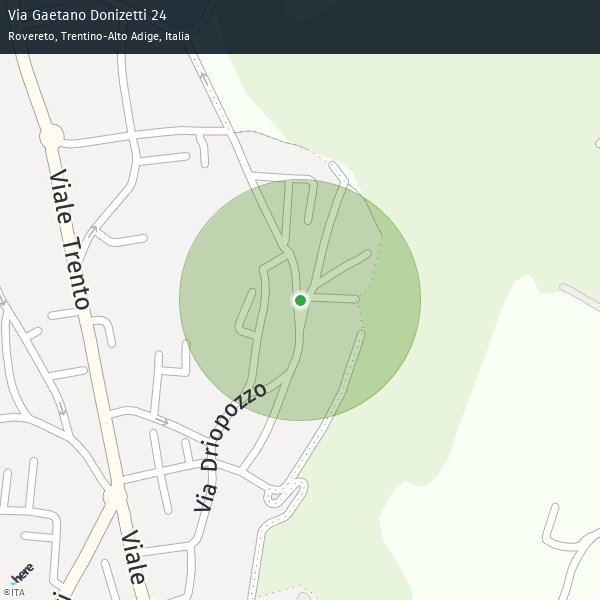 Via Gaetano Donizetti 24
Rovereto, Trentino-Alto Adige, Italia
Viale Trento
Via Driopozzo
Viale
here
©ITA